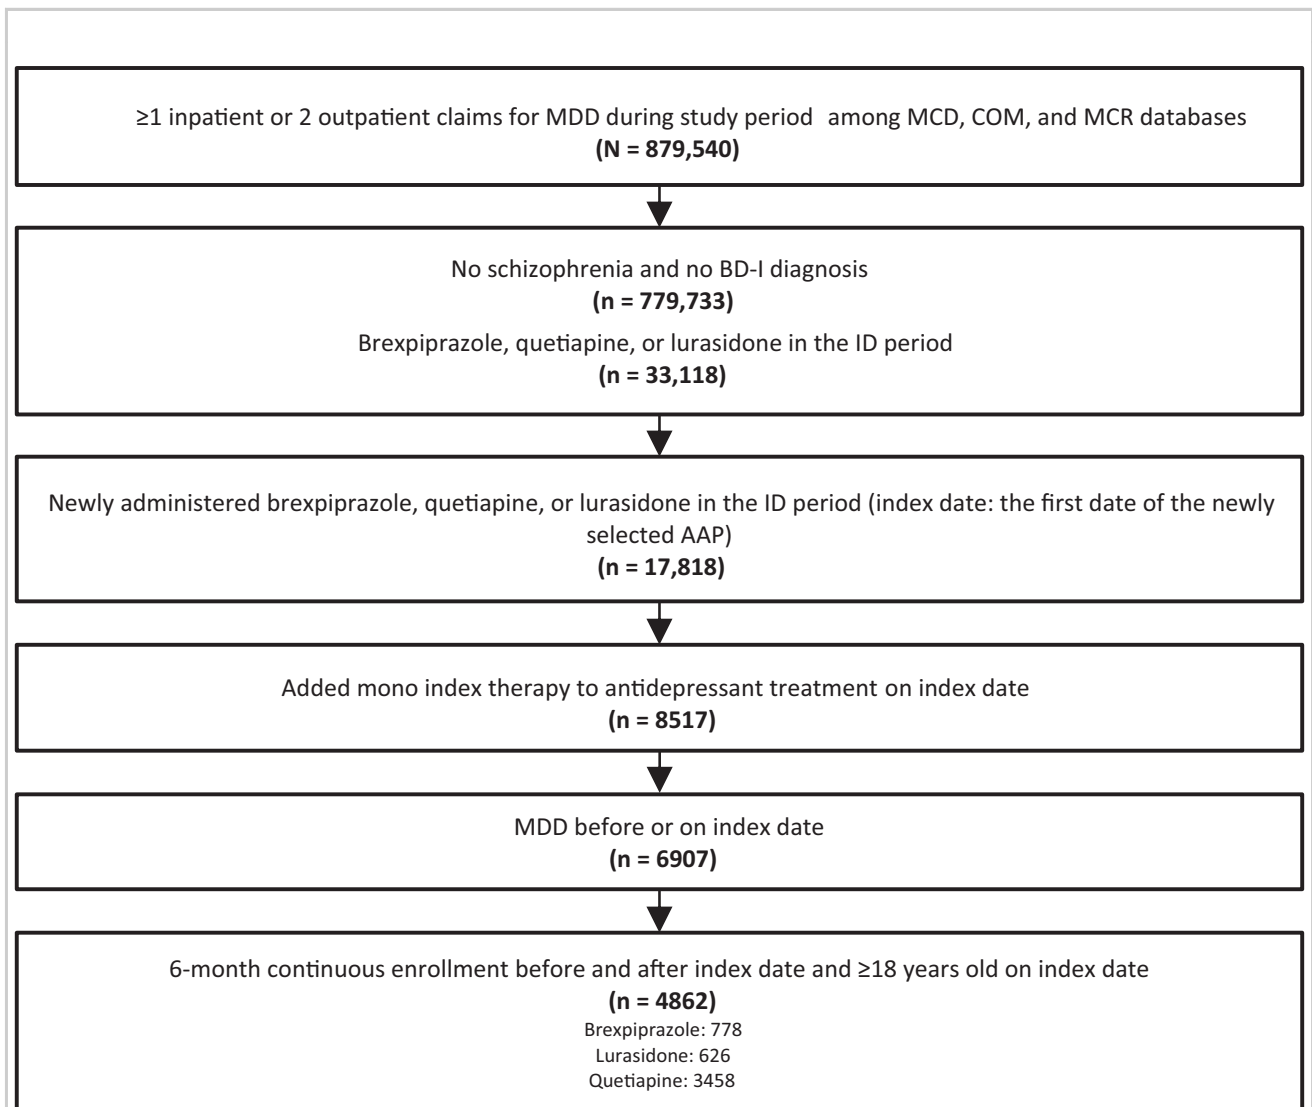 ≥1 inpatient or 2 outpatient claims for MDD during study period among MCD, COM, and MCR databases
(N = 879,540)
No schizophrenia and no BD-I diagnosis
(n = 779,733)
Brexpiprazole, quetiapine, or lurasidone in the ID period
(n = 33,118)
Newly administered brexpiprazole, quetiapine, or lurasidone in the ID period (index date: the first date of the newly
selected AAP)
(n = 17,818)
Added mono index therapy to antidepressant treatment on index date
(n = 8517)
MDD before or on index date
(n = 6907)
6-month continuous enrollment before and after index date and ≥18 years old on index date
(n = 4862)
Brexpiprazole: 778
Lurasidone: 626
Quetiapine: 3458